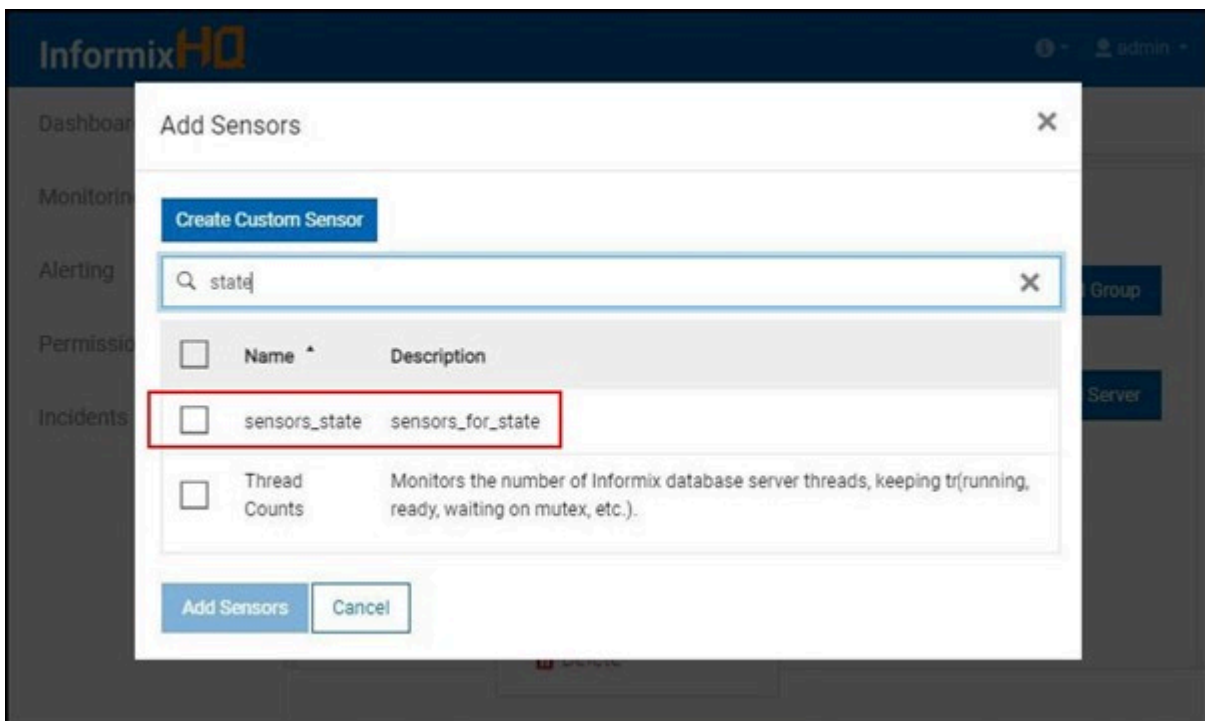 InformixHQ
admin
Dashboar
Add Sensors
Monitorin
Create Custom Sensor
Alerting
state
Group
Permissio
Name Description
Incidents
sensors_state sensors_for_state
Server
Thread
Counts
Monitors the number of Informix database server threads, keeping tr(running,
ready, waiting on mutex, etc.).
Add Sensors Cancel
Delete